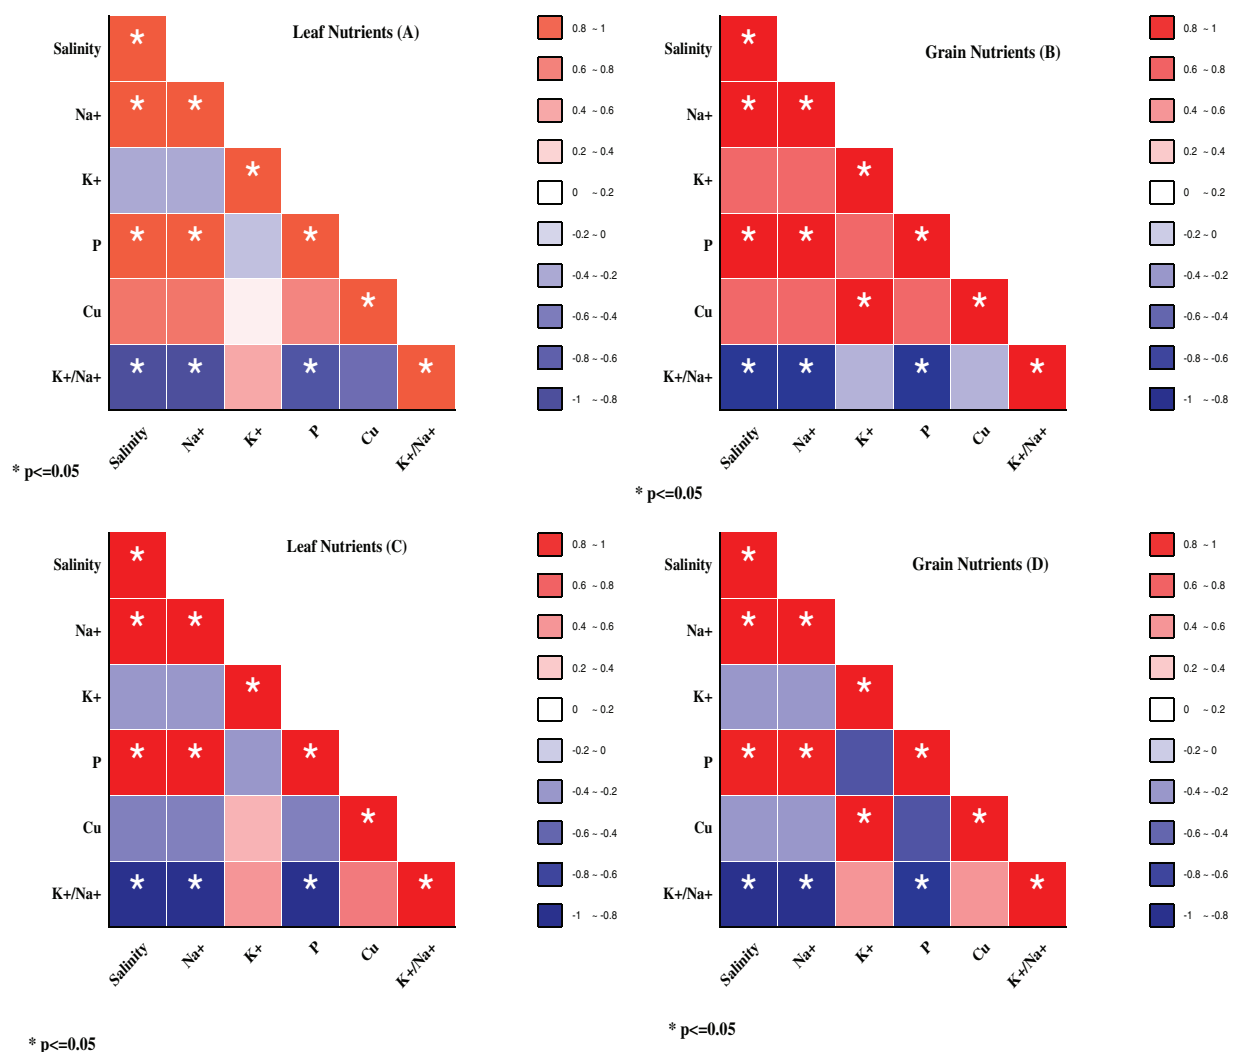 Leaf Nutrients (A)
Salinity
*
Na+
* *
K+
*
P
* * *
Cu
*
K+/Na+
* * * *
Salinity
Na+
K+
P
Cu
K+/Na+
* p<=0.05
0.8 ~ 1
0.6 ~ 0.8
0.4 ~ 0.6
0.2 ~ 0.4
0 ~ 0.2
-0.2 ~ 0
-0.4 ~ -0.2
-0.6 ~ -0.4
-0.8 ~ -0.6
-1 ~ -0.8
Grain Nutrients (B)
Salinity
*
Na+
* *
K+
*
P
* * *
Cu
* *
K+/Na+
* * * *
Salinity
Na+
K+
P
Cu
K+/Na+
* p<=0.05
0.8 ~ 1
0.6 ~ 0.8
0.4 ~ 0.6
0.2 ~ 0.4
0 ~ 0.2
-0.2 ~ 0
-0.4 ~ -0.2
-0.6 ~ -0.4
-0.8 ~ -0.6
-1 ~ -0.8
Leaf Nutrients (C)
Salinity
*
Na+
* *
K+
*
P
* * *
Cu
*
K+/Na+
* * * *
Salinity
Na+
K+
P
Cu
K+/Na+
* p<=0.05
0.8 ~ 1
0.6 ~ 0.8
0.4 ~ 0.6
0.2 ~ 0.4
0 ~ 0.2
-0.2 ~ 0
-0.4 ~ -0.2
-0.6 ~ -0.4
-0.8 ~ -0.6
-1 ~ -0.8
Grain Nutrients (D)
Salinity
*
Na+
* *
K+
*
P
* * *
Cu
* *
K+/Na+
* * * *
Salinity
Na+
K+
P
Cu
K+/Na+
* p<=0.05
0.8 ~ 1
0.6 ~ 0.8
0.4 ~ 0.6
0.2 ~ 0.4
0 ~ 0.2
-0.2 ~ 0
-0.4 ~ -0.2
-0.6 ~ -0.4
-0.8 ~ -0.6
-1 ~ -0.8